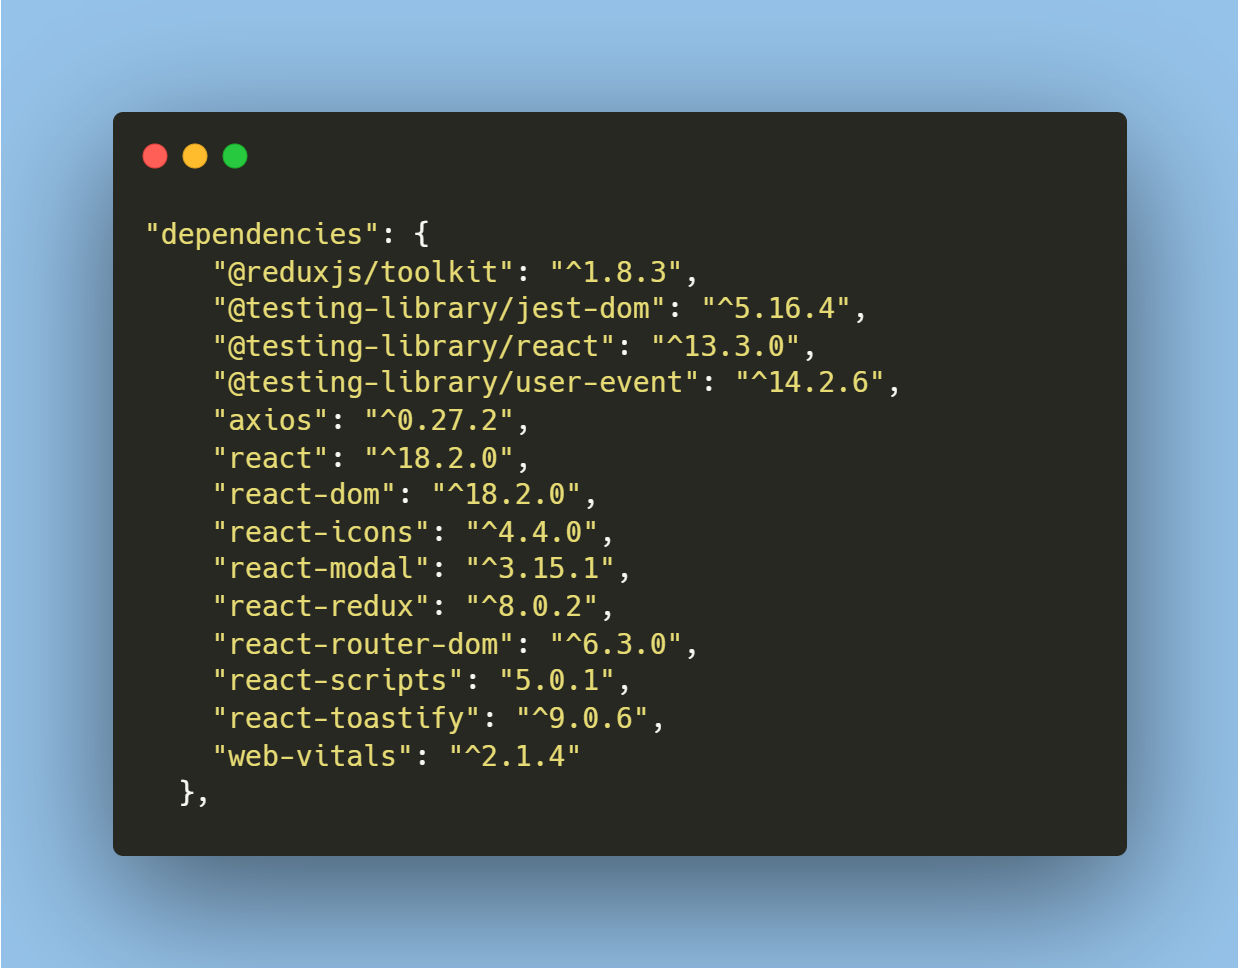 "dependencies": {
    "@reduxjs/toolkit": "^1.8.3",
    "@testing-library/jest-dom": "^5.16.4",
    "@testing-library/react": "^13.3.0",
    "@testing-library/user-event": "^14.2.6",
    "axios": "^0.27.2",
    "react": "^18.2.0",
    "react-dom": "^18.2.0",
    "react-icons": "^4.4.0",
    "react-modal": "^3.15.1",
    "react-redux": "^8.0.2",
    "react-router-dom": "^6.3.0",
    "react-scripts": "5.0.1",
    "react-toastify": "^9.0.6",
    "web-vitals": "^2.1.4"
  },